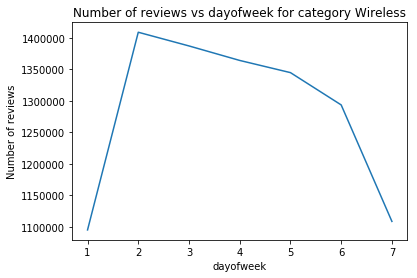 Number of reviews vs dayofweek for category Wireless
1400000
1350000
1300000
1250000
1200000
1150000
1100000
Number of reviews
1 2 3 4 5 6 7
dayofweek